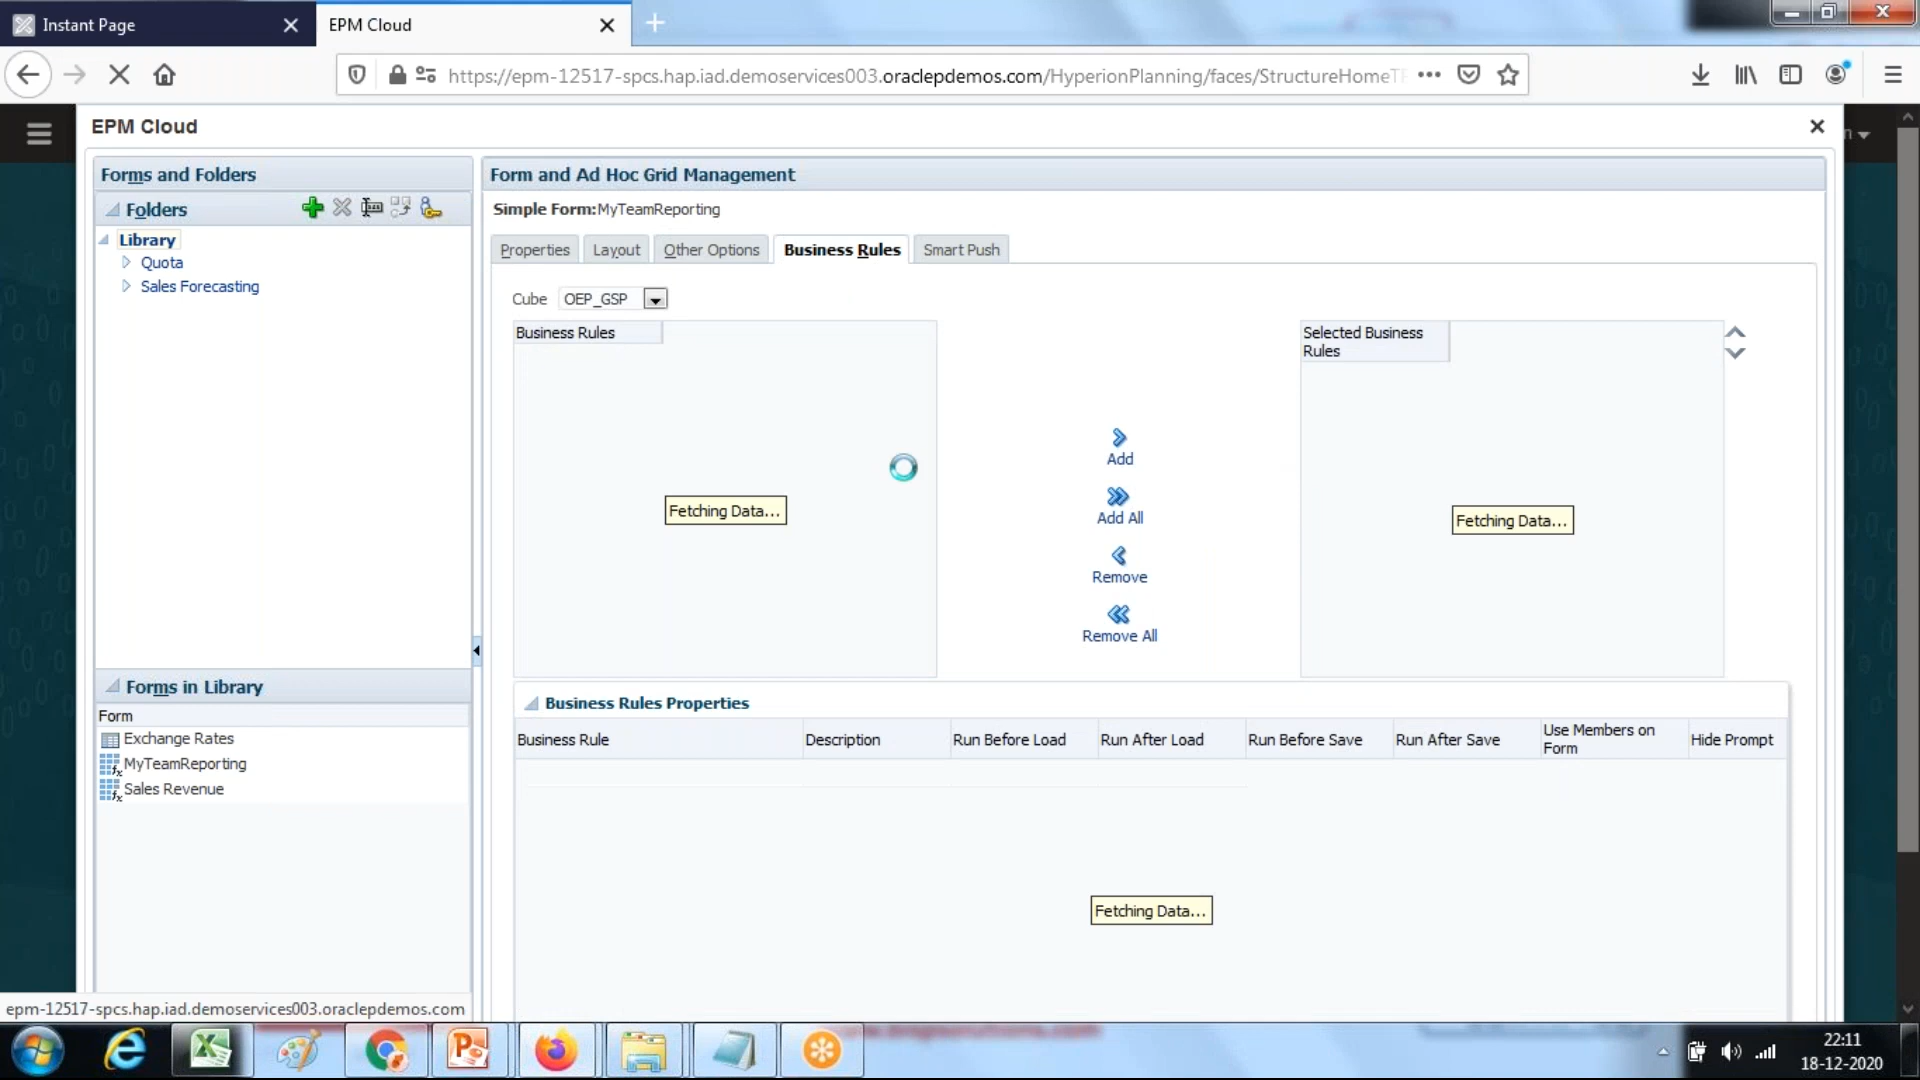 Instant Page
EPM Cloud
https://epm-12517-spcs.hap.iad.demoservices003.oraclepdemos.com/HyperionPlanning/faces/StructureHomeTF
EPM Cloud
n
Forms and Folders
Folders
Library
Quota
Sales Forecasting
Forms in Library
Form
Exchange Rates
MyTeamReporting
Sales Revenue
Form and Ad Hoc Grid Management
Simple Form:MyTeamReporting
Properties
Layout
Other Options
Business Rules
Smart Push
Cube
OEP_GSP
Business Rules
Fetching Data...
Add
Add All
Remove
Remove All
Selected Business
Rules
Fetching Data...
Business Rules Properties
Business Rule
Description
Run Before Load
Run After Load
Run Before Save
Run After Save
Use Members on
Form
Hide Prompt
Fetching Data...
epm-12517-spcs.hap.iad.demoservices003.oraclepdemos.com
22:11
18-12-2020